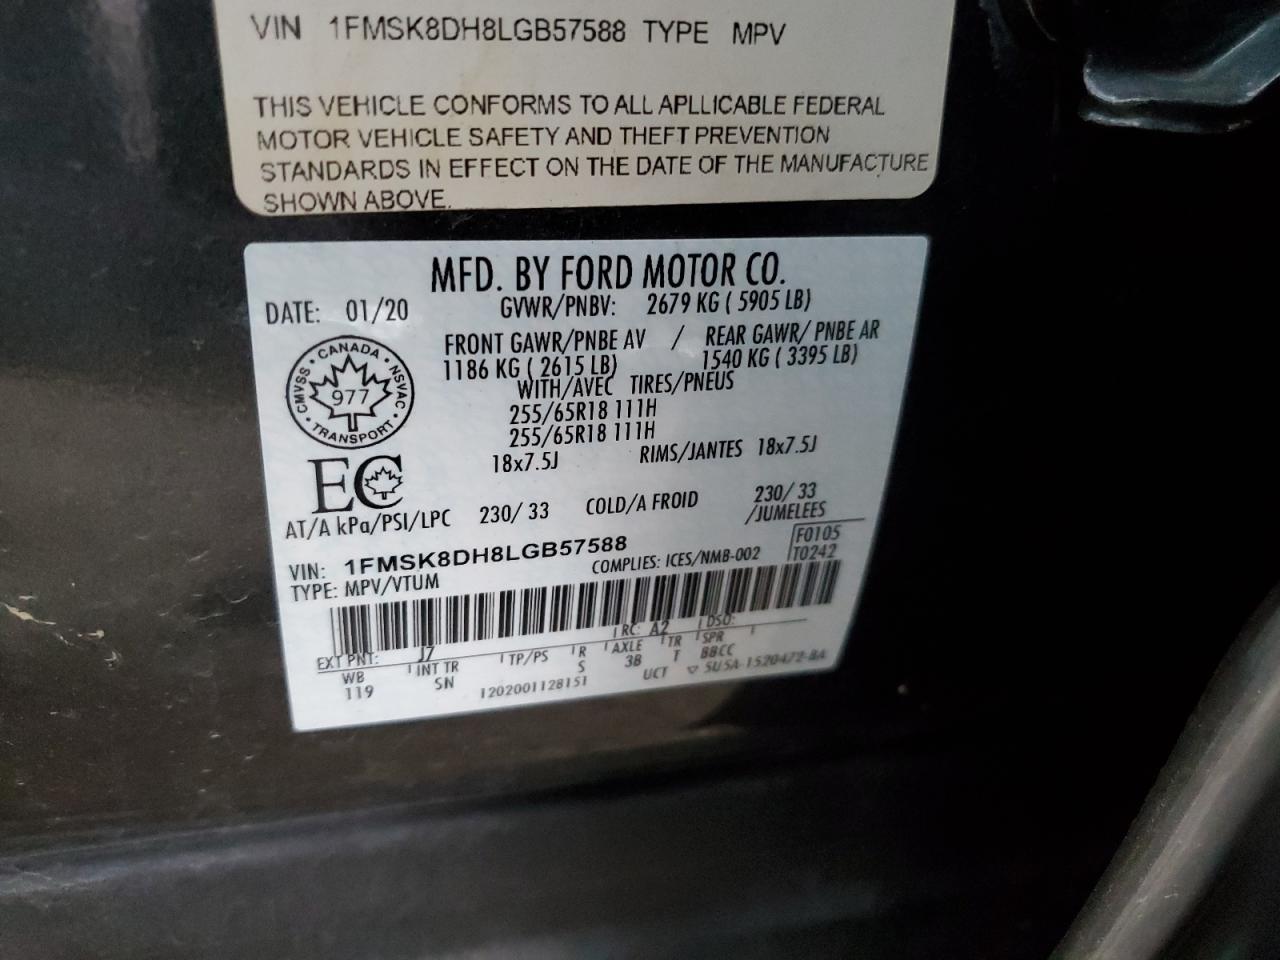 VIN 1FMSK8DH8LGB57588 TYPE MPV
THIS VEHICLE CONFORMS TO ALL APLLICABLE FEDERAL
MOTOR VEHICLE SAFETY AND THEFT PREVENTION
STANDARDS IN EFFECT ON THE DATE OF THE MANUFACTURE
SHOWN ABOVE.
MFD. BY FORD MOTOR CO.
DATE: 01/20 GVWR/PNBV: 2679 KG ( 5905 LB)
FRONT GAWR/PNBE AV / REAR GAWR/ PNBE AR
1186 KG ( 2615 LB) 1540 KG ( 3395 LB)
WITH/AVEC TIRES/PNEUS
255/65R18 111H
255/65R18 111H
18x7.5J RIMS/JANTES 18x7.5J
CANADA
CMVSS • NSVAC
977
TRANSPORT
EC
AT/A kPa/PSI/LPC 230/ 33 COLD/A FROID 230/ 33
/JUMELEES
VIN: 1FMSK8DH8LGB57588 F0105
TYPE: MPV/VTUM COMPLIES: ICES/NMB-002 T0242
RC: A2 DSO:
EXT PNT: J7
WB INT TR TP/PS R AXLE TR SPR
119 SN S 38 T BBCC
1202001128151 UCT ▽ 5U5A-1520472-BA